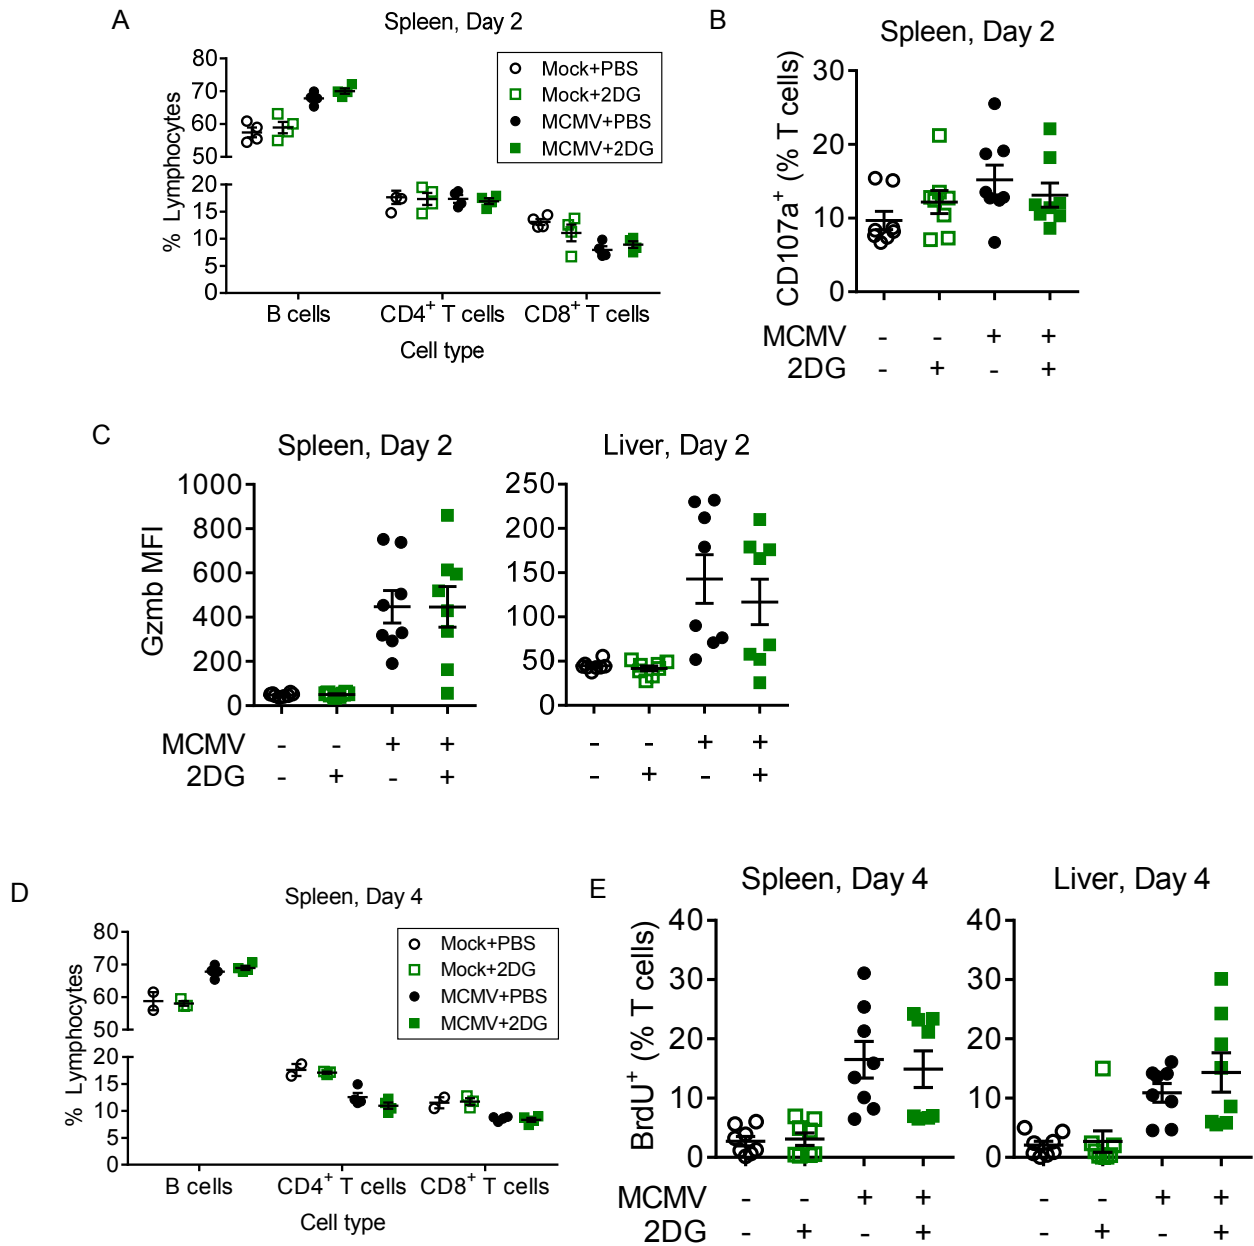 A
Spleen, Day 2
% Lymphocytes
80
70
60
50
20
15
10
5
0
Mock+PBS
Mock+2DG
MCMV+PBS
MCMV+2DG
B cells CD4+ T cells CD8+ T cells
Cell type
B
Spleen, Day 2
CD107a+ (% T cells)
30
20
10
0
MCMV - - + +
2DG - + - +
C
Spleen, Day 2
Gzmb MFI
1000
800
600
400
200
0
MCMV - - + +
2DG - + - +
Liver, Day 2
250
200
150
100
50
0
- - + +
- + - +
D
Spleen, Day 4
% Lymphocytes
80
70
60
50
20
15
10
5
0
Mock+PBS
Mock+2DG
MCMV+PBS
MCMV+2DG
B cells CD4+ T cells CD8+ T cells
Cell type
E
Spleen, Day 4
BrdU+ (% T cells)
40
30
20
10
0
MCMV - - + +
2DG - + - +
Liver, Day 4
40
30
20
10
0
- - + +
- + - +